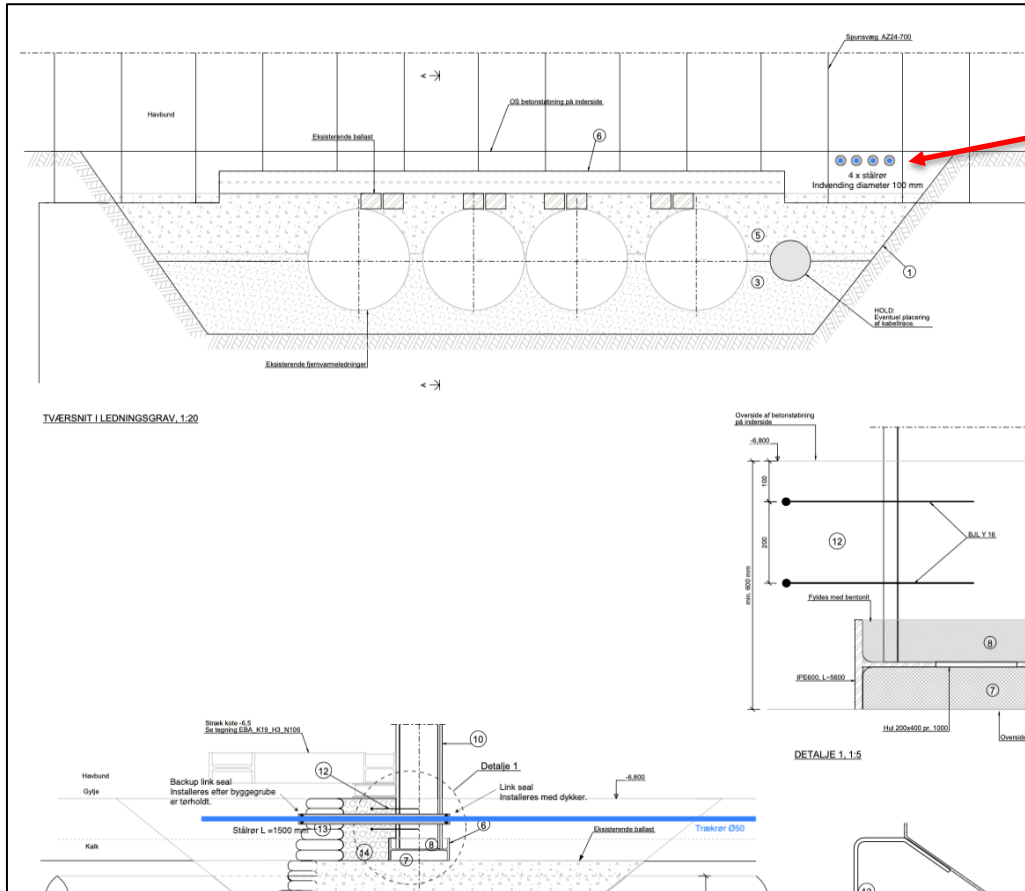 Spunsvæg AZ24-700
A
Havbund
OS betonstøbning på inderside
Eksisterende ballast
6
4 x stålrør
Indvending diameter 100 mm
5
3
1
HOLD:
Eventuel placering
af kabeltrace.
Eksisterende fjernvarmeledninger
A
TVÆRSNIT I LEDNINGSGRAV, 1:20
Overside af betonstøbning
på inderside
-6,800
100
200
min. 600 mm
12
BJL Y 16
Fyldes med bentonit
8
IPE600, L=5600
7
Hul 200x400 pr. 1000
Overside
DETALJE 1, 1:5
Stræk kote -6,5
Se tegning EBA_K19_H3_N106
10
12
Detalje 1
Havbund
Gytje
Backup link seal
Installeres efter byggegrube
er tørholdt.
Link seal
Installeres med dykker.
-6,800
Stålrør L =1500 mm
13
6
Eksisterende ballast
Trækrør Ø50
Kalk
14
8
7